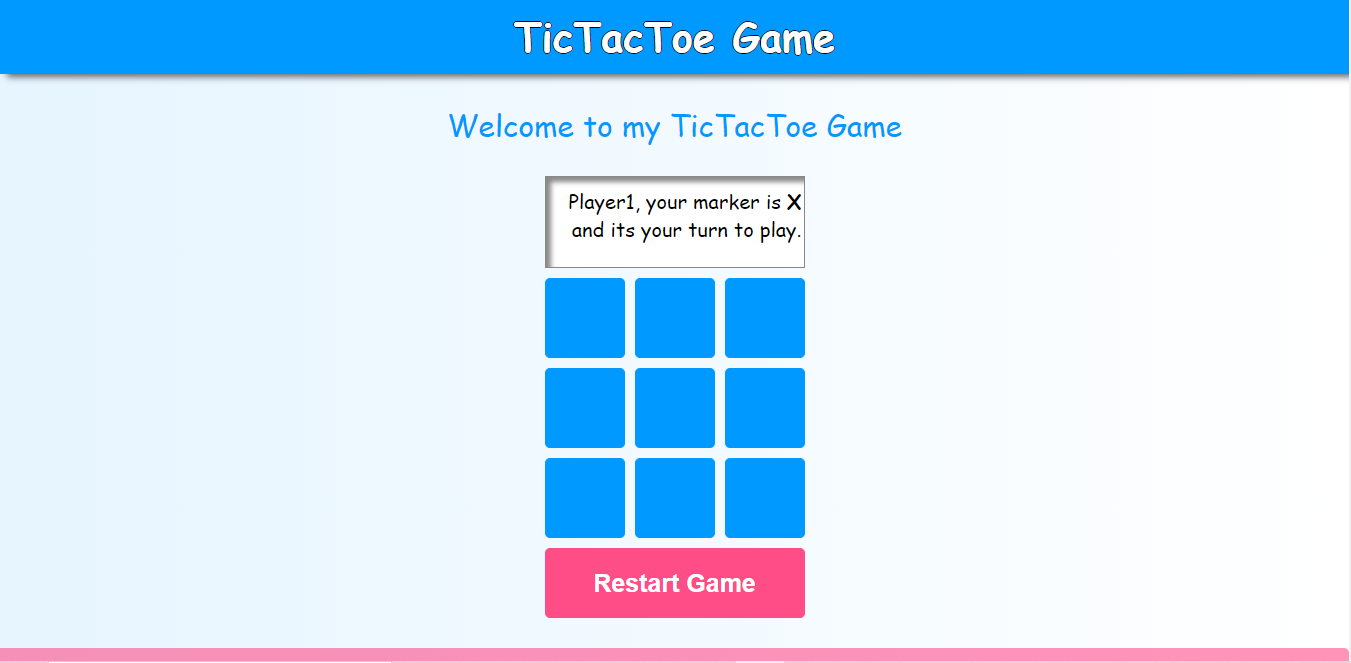 TicTacToe Game
Welcome to my TicTacToe Game
Player1, your marker is X
and its your turn to play.
Restart Game